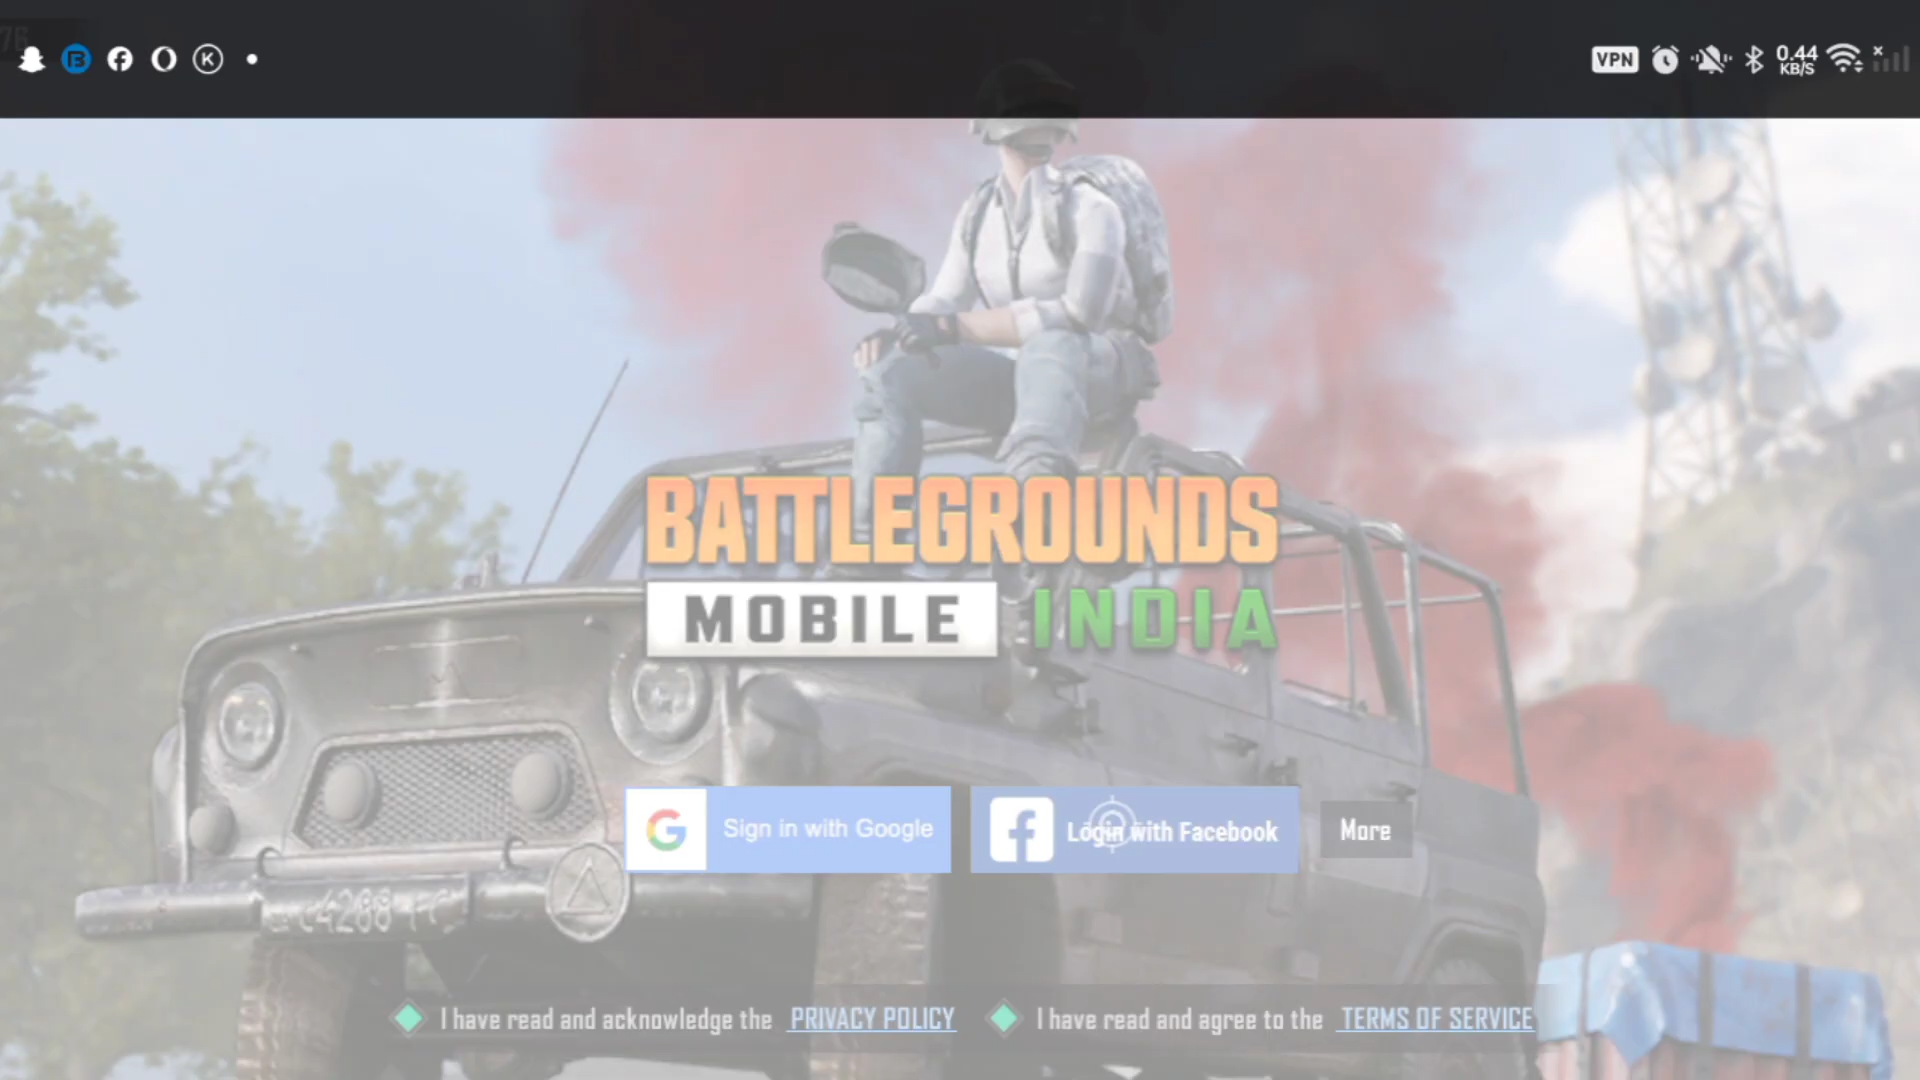 76
VPN
0.44
KB/S
BATTLEGROUNDS
MOBILE INDIA
Sign in with Google
Login with Facebook
More
I have read and acknowledge the PRIVACY POLICY
I have read and agree to the TERMS OF SERVICE